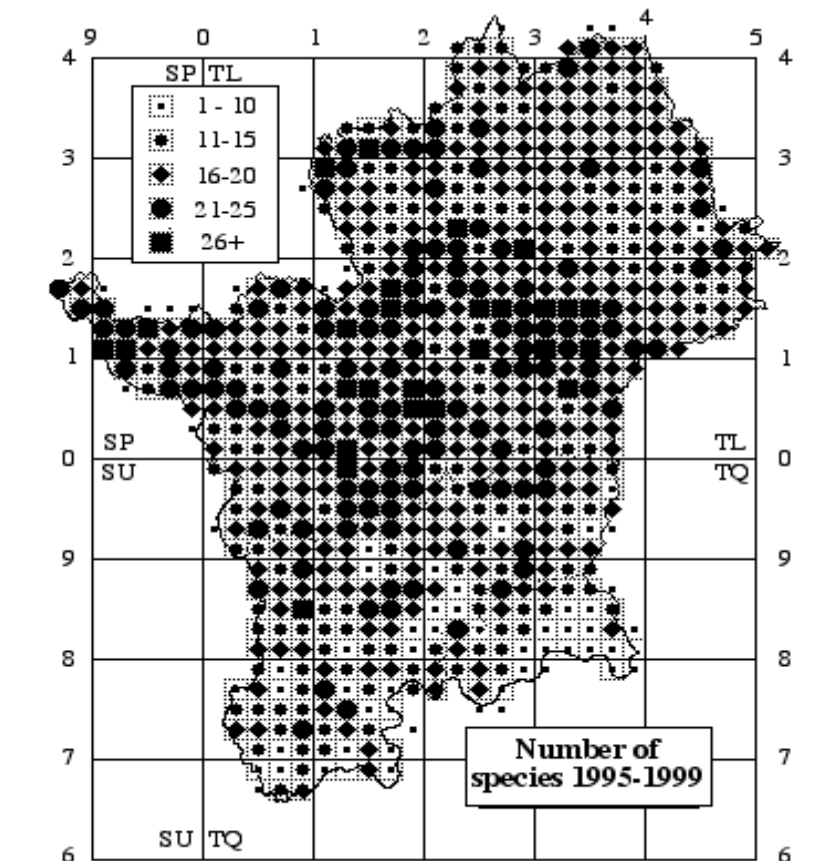 4
9 0 1 2 3 5
4 4
SP TL
1 - 10
11-15
16-20
21-25
26+
3 3
2 2
1 1
SP TL
0 0
SU TQ
9 9
8 8
7 7
Number of
species 1995-1999
SU TQ
6 6